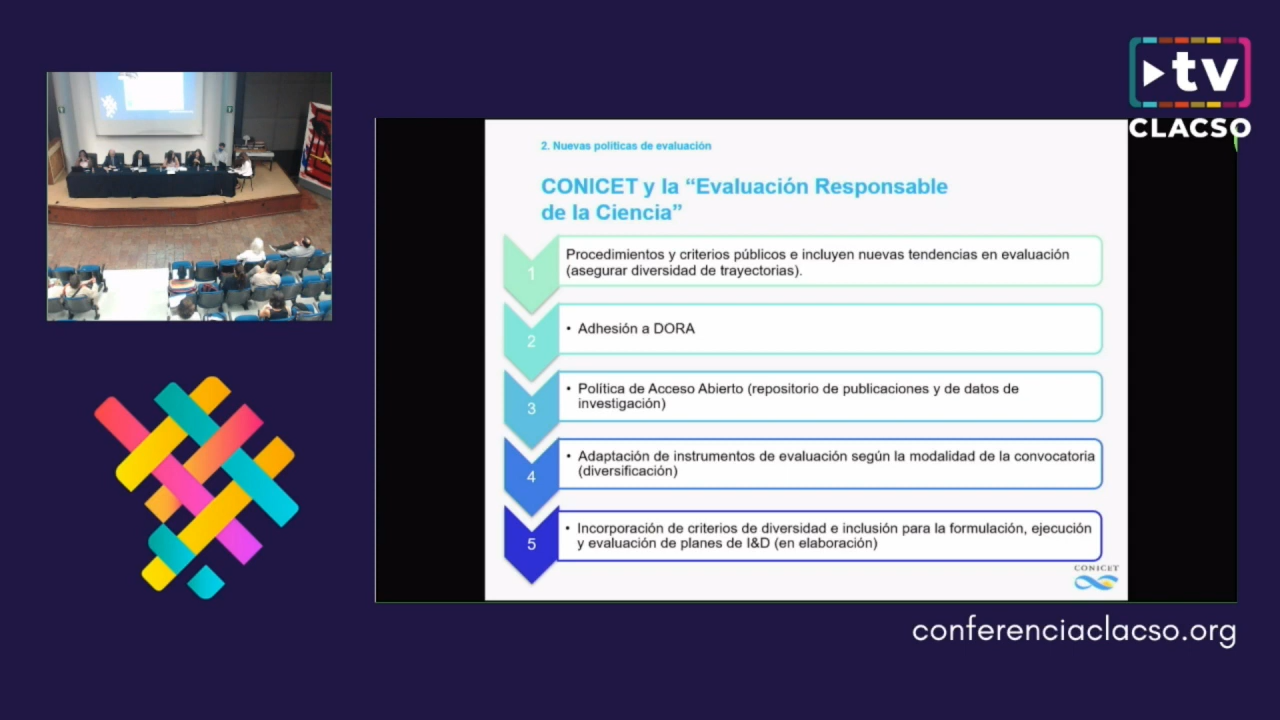 tv
CLACSO
2. Nuevas políticas de evaluación
CONICET y la “Evaluación Responsable
de la Ciencia”
1
Procedimientos y criterios públicos e incluyen nuevas tendencias en evaluación
(asegurar diversidad de trayectorias).
2
• Adhesión a DORA
3
• Política de Acceso Abierto (repositorio de publicaciones y de datos de
investigación)
4
• Adaptación de instrumentos de evaluación según la modalidad de la convocatoria
(diversificación)
5
• Incorporación de criterios de diversidad e inclusión para la formulación, ejecución
y evaluación de planes de I&D (en elaboración)
CONICET
conferenciaclacso.org